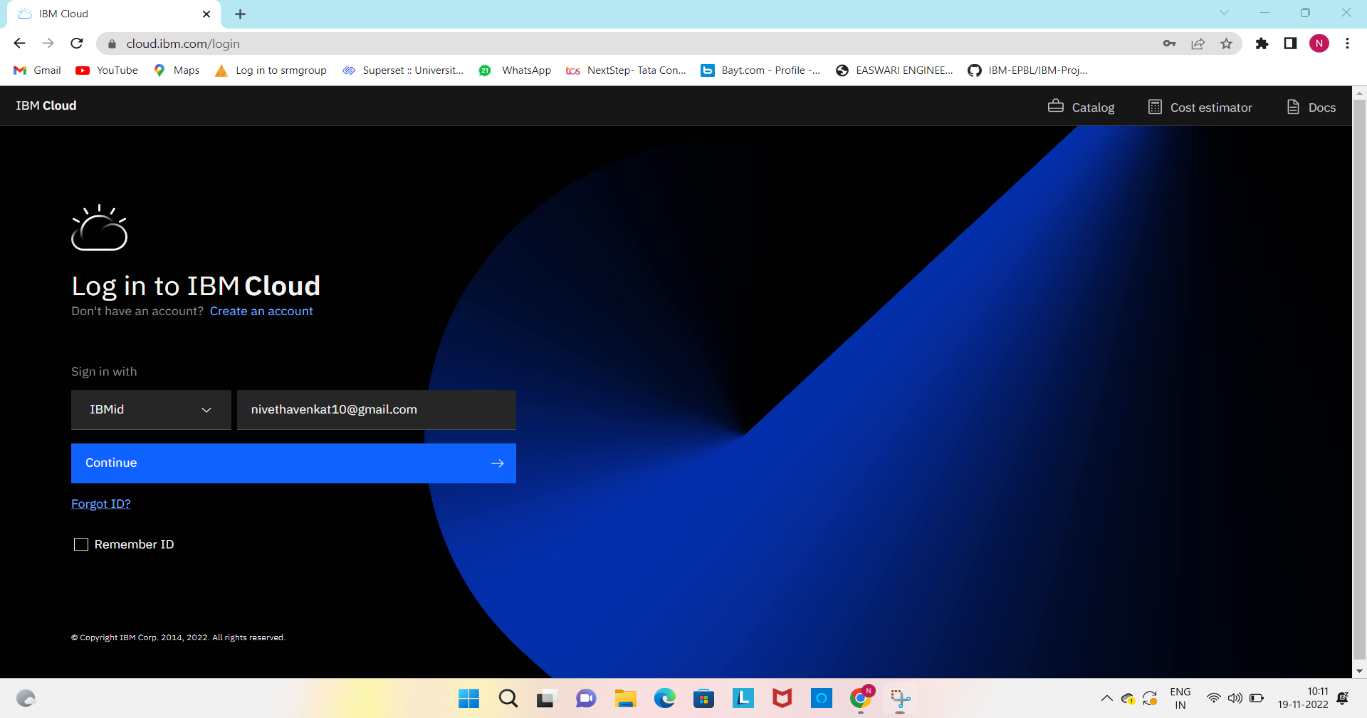 IBM Cloud
cloud.ibm.com/login
N
Gmail
YouTube
Maps
Log in to srmgroup
Superset :: Universit...
21
WhatsApp
tcs
NextStep- Tata Con...
b
Bayt.com - Profile -...
EASWARI ENGINEE...
IBM-EPBL/IBM-Proj...
IBM Cloud
Catalog
Cost estimator
Docs
Log in to IBM Cloud
Don't have an account? Create an account
Sign in with
IBMid
nivethavenkat10@gmail.com
Continue
Forgot ID?
Remember ID
© Copyright IBM Corp. 2014, 2022. All rights reserved.
L
N
ENG
IN
10:11
19-11-2022